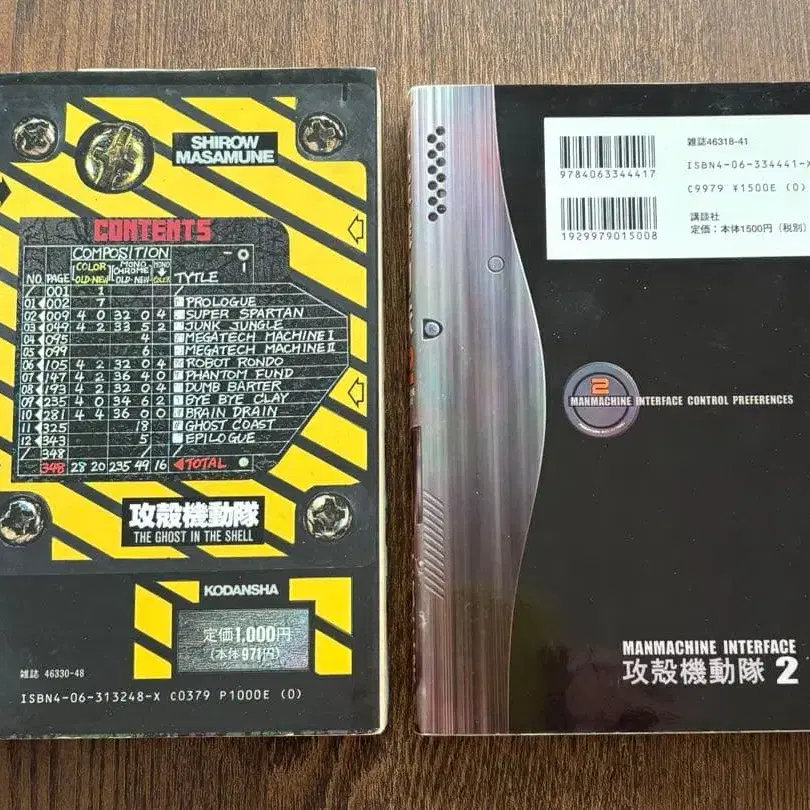 SHIROW
MASAMUNE
CONTENTS
COMPOSITION
COLOR
OLD-NEW
MONO
CHROME
OLD-NEW
MONO
NO. PAGE TYTLE
/ 001 1
01 002 7 PROLOGUE
02 009 4 0 32 0 4 SUPER SPARTAN
03 049 4 2 33 5 2 JUNK JUNGLE
04 095 4 MEGATECH MACHINE I
05 099 6 MEGATECH MACHINE II
06 105 4 2 32 0 4 ROBOT RONDO
07 147 4 2 36 0 0 PHANTOM FUND
08 193 4 2 32 0 4 DUMB BARTER
09 235 4 0 34 6 2 BYE BYE CLAY
10 281 4 4 36 0 0 BRAIN DRAIN
11 325 18 GHOST COAST
12 343 5 EPILOGUE
/ 348 /
348 28 20 235 49 16 TOTAL
攻殻機動隊
THE GHOST IN THE SHELL
KODANSHA
定価1,000円
(本体971円)
雑誌 46330-48
ISBN4-06-313248-X C0379 P1000E (0)
雑誌46318-41
9784063344417
ISBN4-06-334441-X
C9979 ¥1500E (0)
1929979015008
講談社
定価：本体1500円（税別）
2
MANMACHINE INTERFACE CONTROL PREFERENCES
MANMACHINE INTERFACE
攻殻機動隊 2